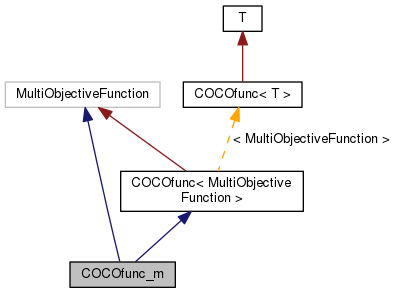 T
MultiObjectiveFunction
COCOfunc< T >
< MultiObjectiveFunction >
COCOfunc< MultiObjective
Function >
COCOfunc_m